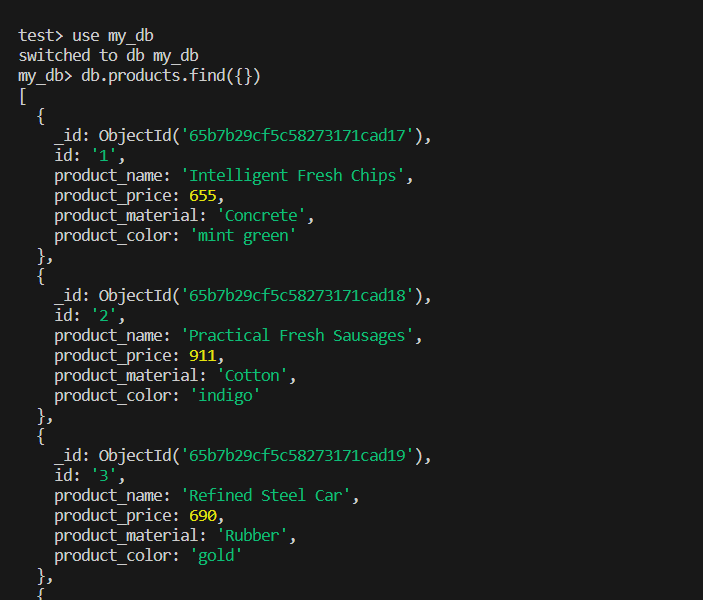 test> use my_db
switched to db my_db
my_db> db.products.find({})
[
  {
    _id: ObjectId('65b7b29cf5c58273171cad17'),
    id: '1',
    product_name: 'Intelligent Fresh Chips',
    product_price: 655,
    product_material: 'Concrete',
    product_color: 'mint green'
  },
  {
    _id: ObjectId('65b7b29cf5c58273171cad18'),
    id: '2',
    product_name: 'Practical Fresh Sausages',
    product_price: 911,
    product_material: 'Cotton',
    product_color: 'indigo'
  },
  {
    _id: ObjectId('65b7b29cf5c58273171cad19'),
    id: '3',
    product_name: 'Refined Steel Car',
    product_price: 690,
    product_material: 'Rubber',
    product_color: 'gold'
  },
  {